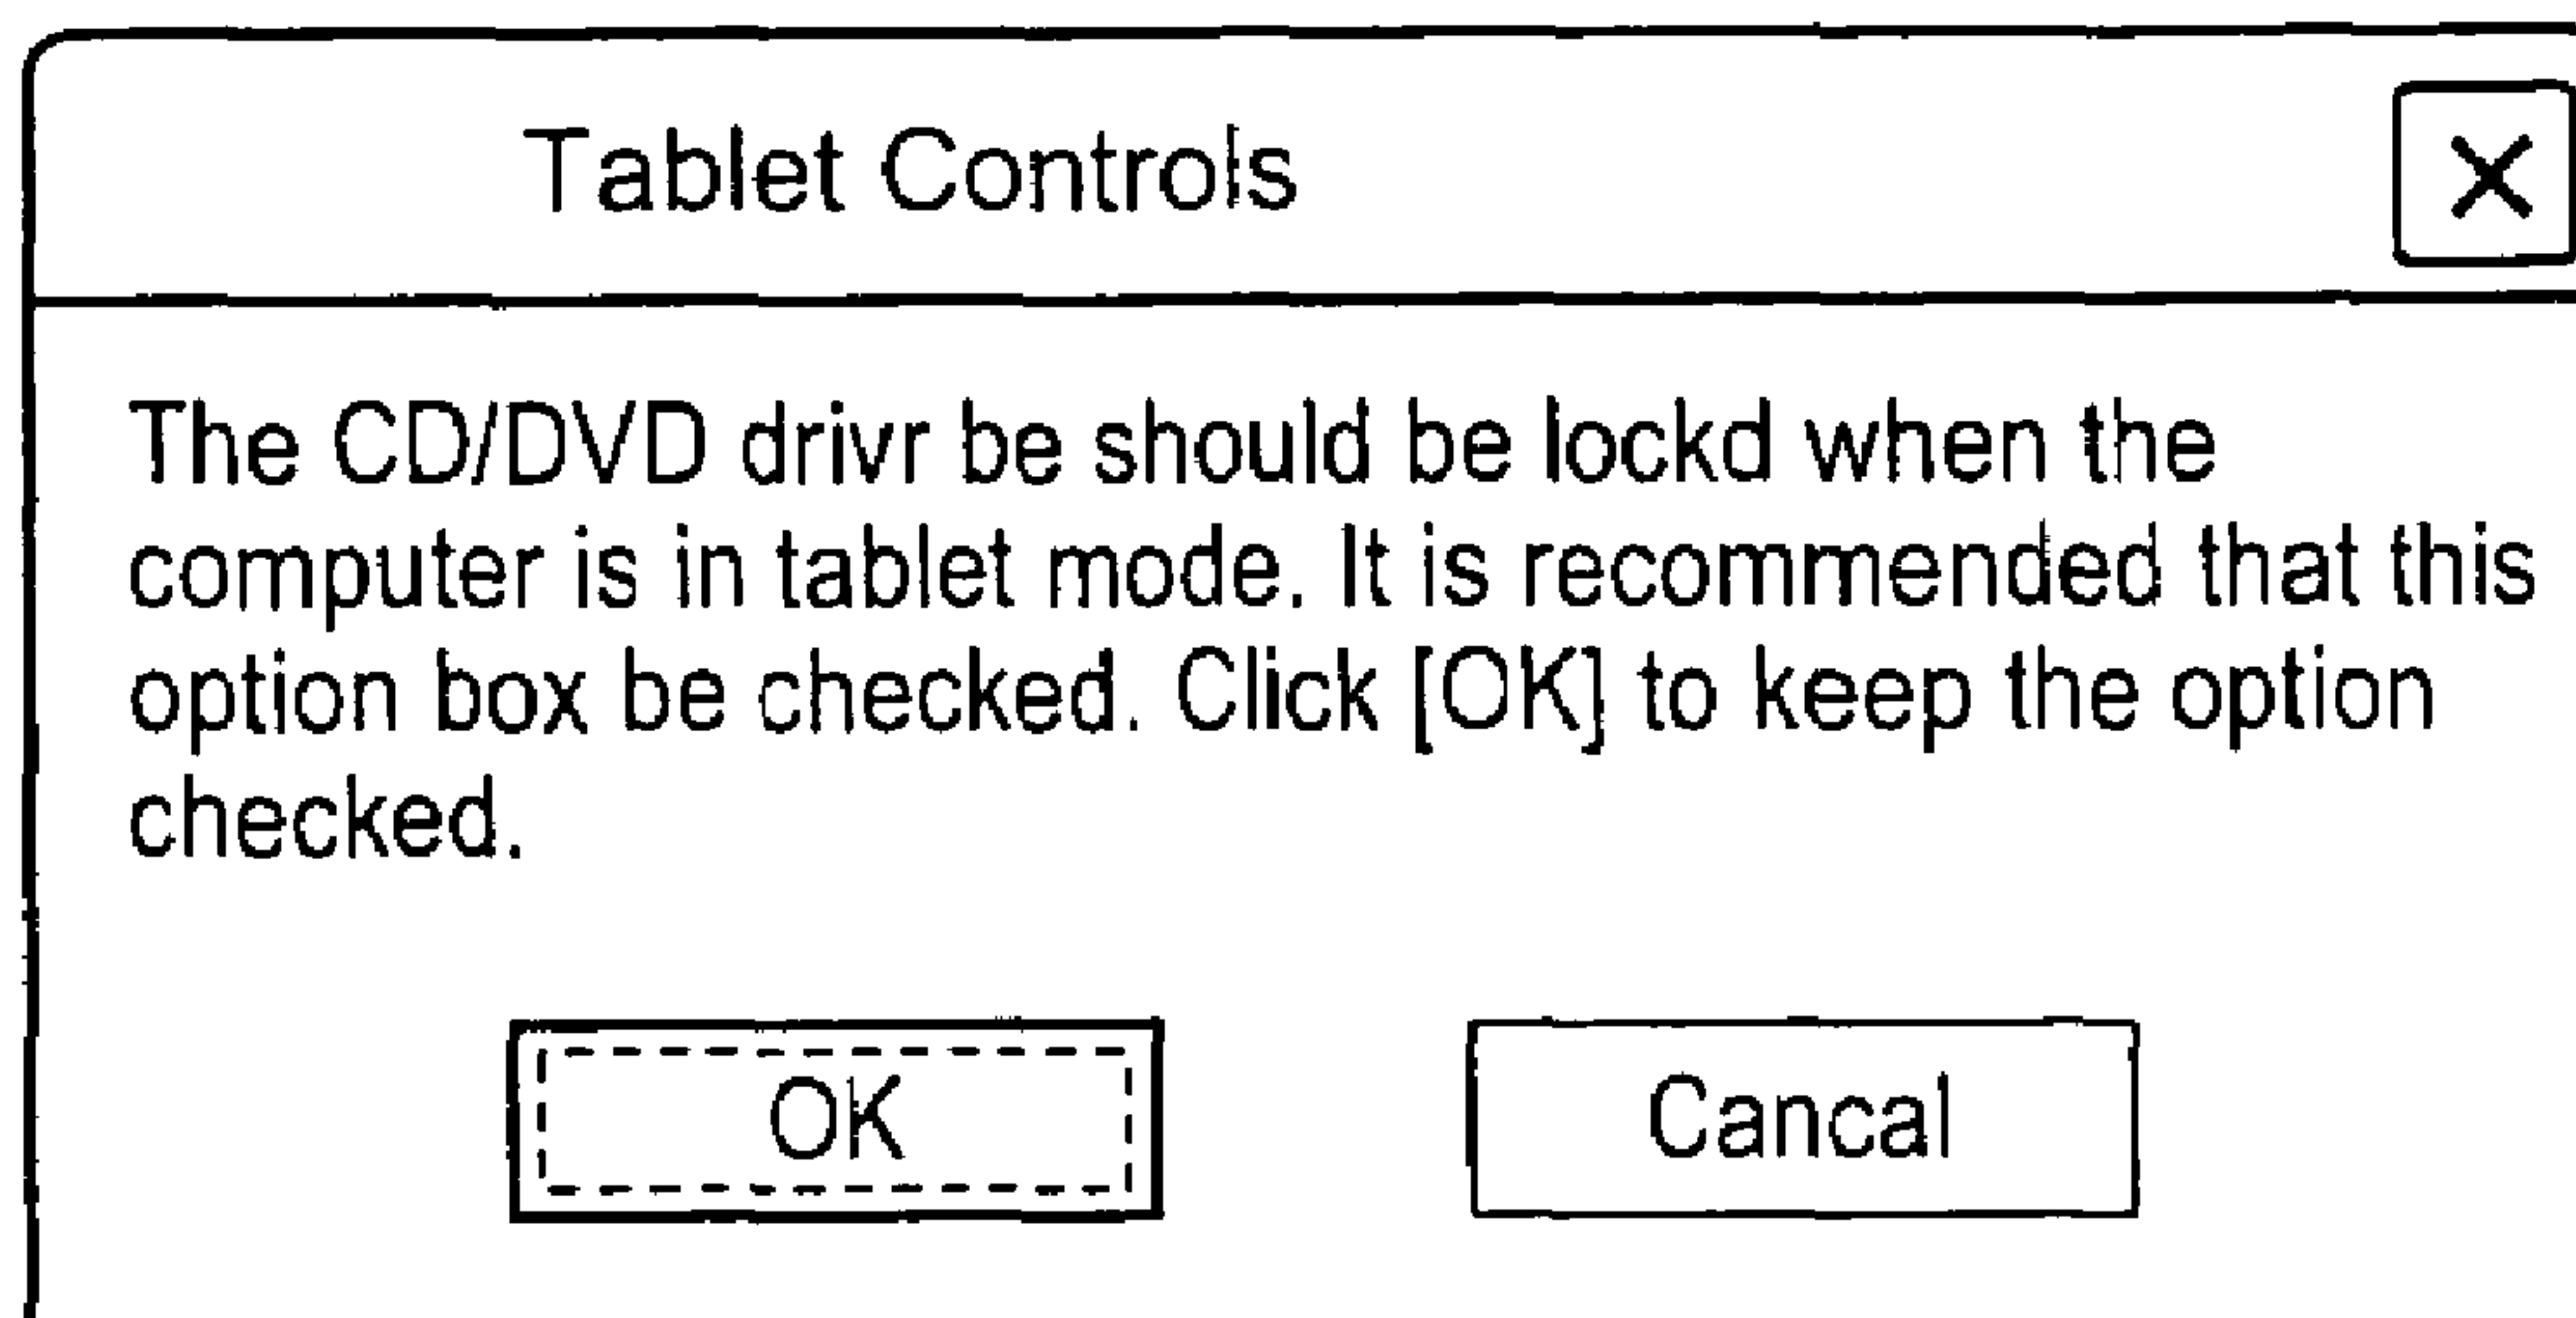 Tablet Controls
The CD/DVD drivr be should be lockd when the
computer is in tablet mode. It is recommended that this
option box be checked. Click [OK] to keep the option
checked.
OK Cancal